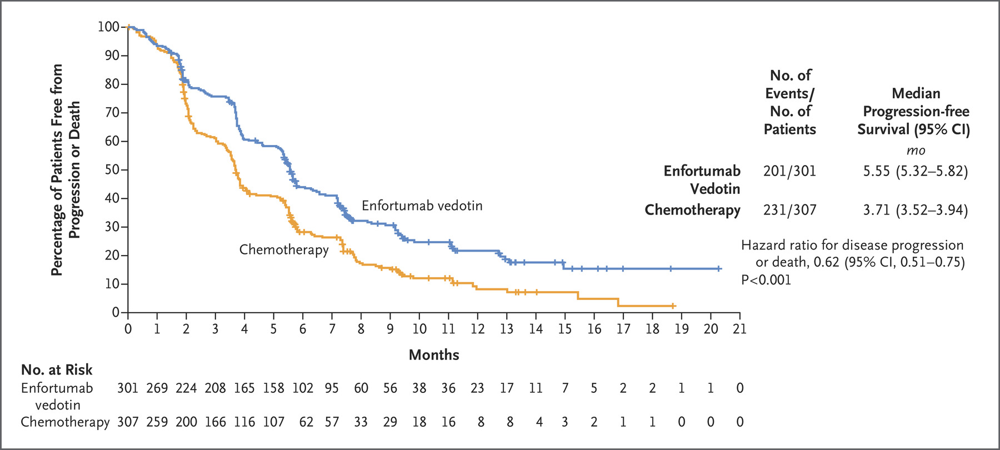 Percentage of Patients Free from
Progression or Death
100
90
80
70
60
50
40
30
20
10
0
Enfortumab vedotin
Chemotherapy
0 1 2 3 4 5 6 7 8 9 10 11 12 13 14 15 16 17 18 19 20 21
Months
No. of
Events/
No. of
Patients
Median
Progression-free
Survival (95% CI)
mo
Enfortumab 201/301 5.55 (5.32–5.82)
Vedotin
Chemotherapy 231/307 3.71 (3.52–3.94)
Hazard ratio for disease progression
or death, 0.62 (95% CI, 0.51–0.75)
P<0.001
No. at Risk
Enfortumab 301 269 224 208 165 158 102 95 60 56 38 36 23 17 11 7 5 2 2 1 1 0
vedotin
Chemotherapy 307 259 200 166 116 107 62 57 33 29 18 16 8 8 4 3 2 1 1 0 0 0